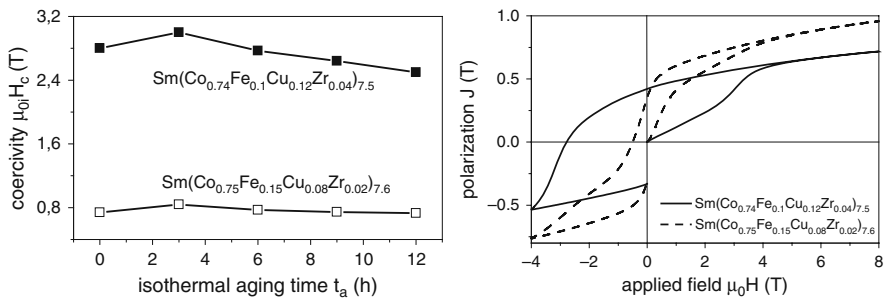 3,2
2,4
1,6
0,8
coercivity μ₀ᵢH_c (T)
Sm(Co₀.₇₄Fe₀.₁Cu₀.₁₂Zr₀.₀₄)₇.₅
Sm(Co₀.₇₅Fe₀.₁₅Cu₀.₀₈Zr₀.₀₂)₇.₆
0 2 4 6 8 10 12
isothermal aging time tₐ (h)
1.0
0.5
0.0
−0.5
polarization J (T)
Sm(Co₀.₇₄Fe₀.₁Cu₀.₁₂Zr₀.₀₄)₇.₅
Sm(Co₀.₇₅Fe₀.₁₅Cu₀.₀₈Zr₀.₀₂)₇.₆
−4 −2 0 2 4 6 8
applied field μ₀H (T)